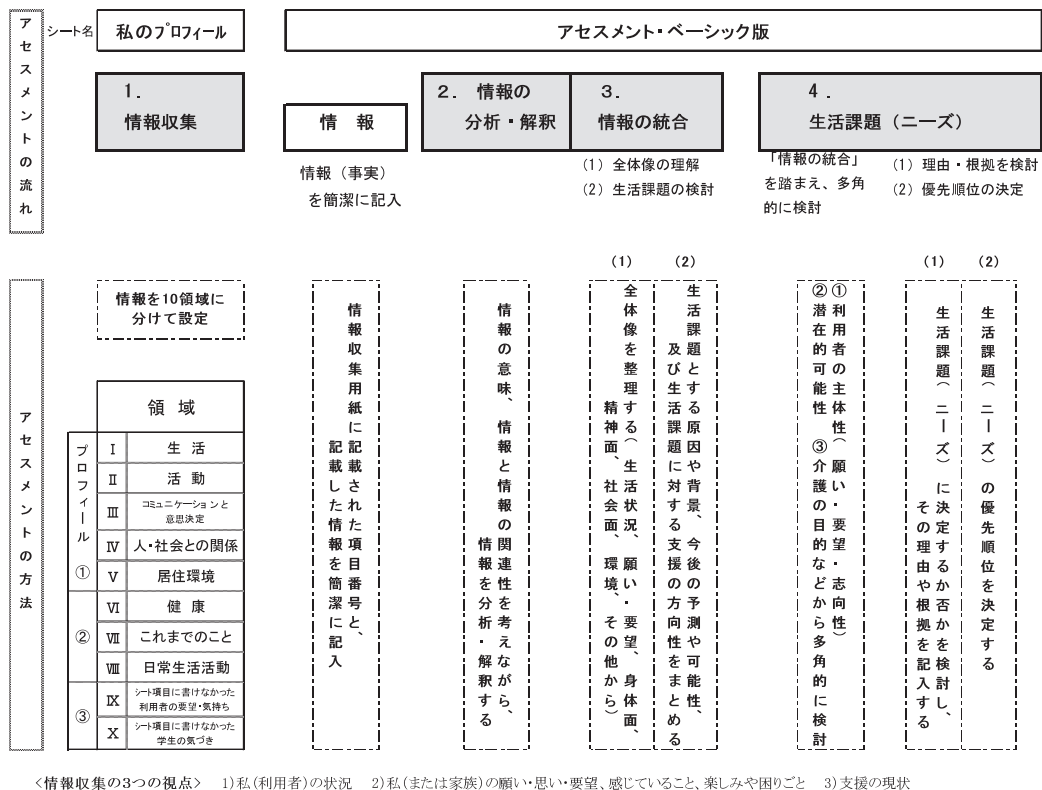 アセスメントの流れ
シート名
私のプロフィール
アセスメント・ベーシック版
1.
情報収集
情 報
情報（事実）
を簡潔に記入
2. 情報の
分析・解釈
3.
情報の統合
(1) 全体像の理解
(2) 生活課題の検討
4.
生活課題（ニーズ）
「情報の統合」
を踏まえ、多角
的に検討
(1) 理由・根拠を検討
(2) 優先順位の決定
アセスメントの方法
情報を10領域に
分けて設定
領 域
プロフィール①
Ⅰ 生 活
Ⅱ 活 動
Ⅲ コミュニケーションと
意思決定
Ⅳ 人・社会との関係
Ⅴ 居住環境
②
Ⅵ 健 康
Ⅶ これまでのこと
Ⅷ 日常生活活動
③
Ⅸ シート項目に書けなかった
利用者の要望・気持ち
Ⅹ シート項目に書けなかった
学生の気づき
情報収集用紙に記載された項目番号と、
記載した情報を簡潔に記入
情報の意味、情報と情報の関連性を考えながら、
情報を分析・解釈する
(1)
全体像を整理する（生活状況、願い・要望、身体面、
精神面、社会面、環境、その他から）
(2)
生活課題とする原因や背景、今後の予測や可能性、
及び生活課題に対する支援の方向性をまとめる
①利用者の主体性（願い・要望・志向性）
②潜在的可能性 ③介護の目的などから多角的に検討
(1)
生活課題（ニーズ）に決定するか否かを検討し、
その理由や根拠を記入する
(2)
生活課題（ニーズ）の優先順位を決定する
<情報収集の3つの視点> 1)私(利用者)の状況 2)私(または家族)の願い・思い・要望、感じていること、楽しみや困りごと 3)支援の現状